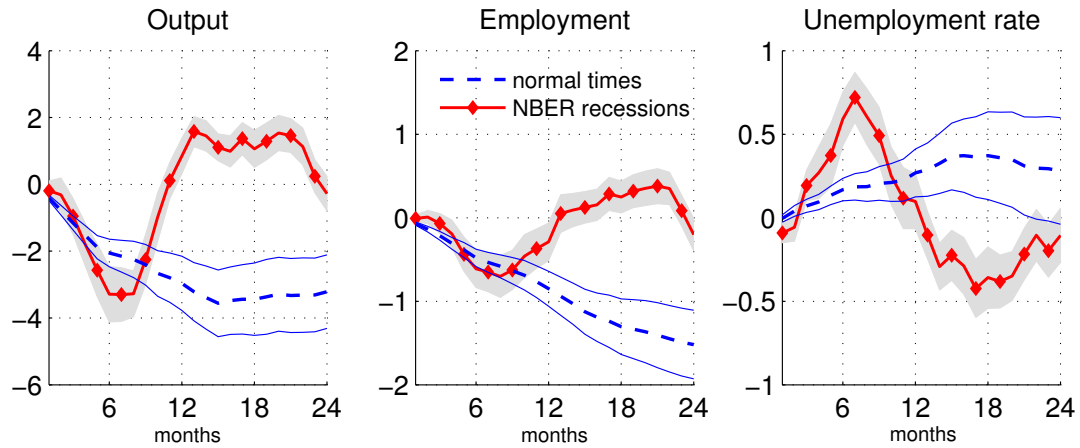 Output
4
2
0
−2
−4
−6
6 12 18 24
months
Employment
normal times
NBER recessions
2
1
0
−1
−2
6 12 18 24
months
Unemployment rate
1
0.5
0
−0.5
−1
6 12 18 24
months